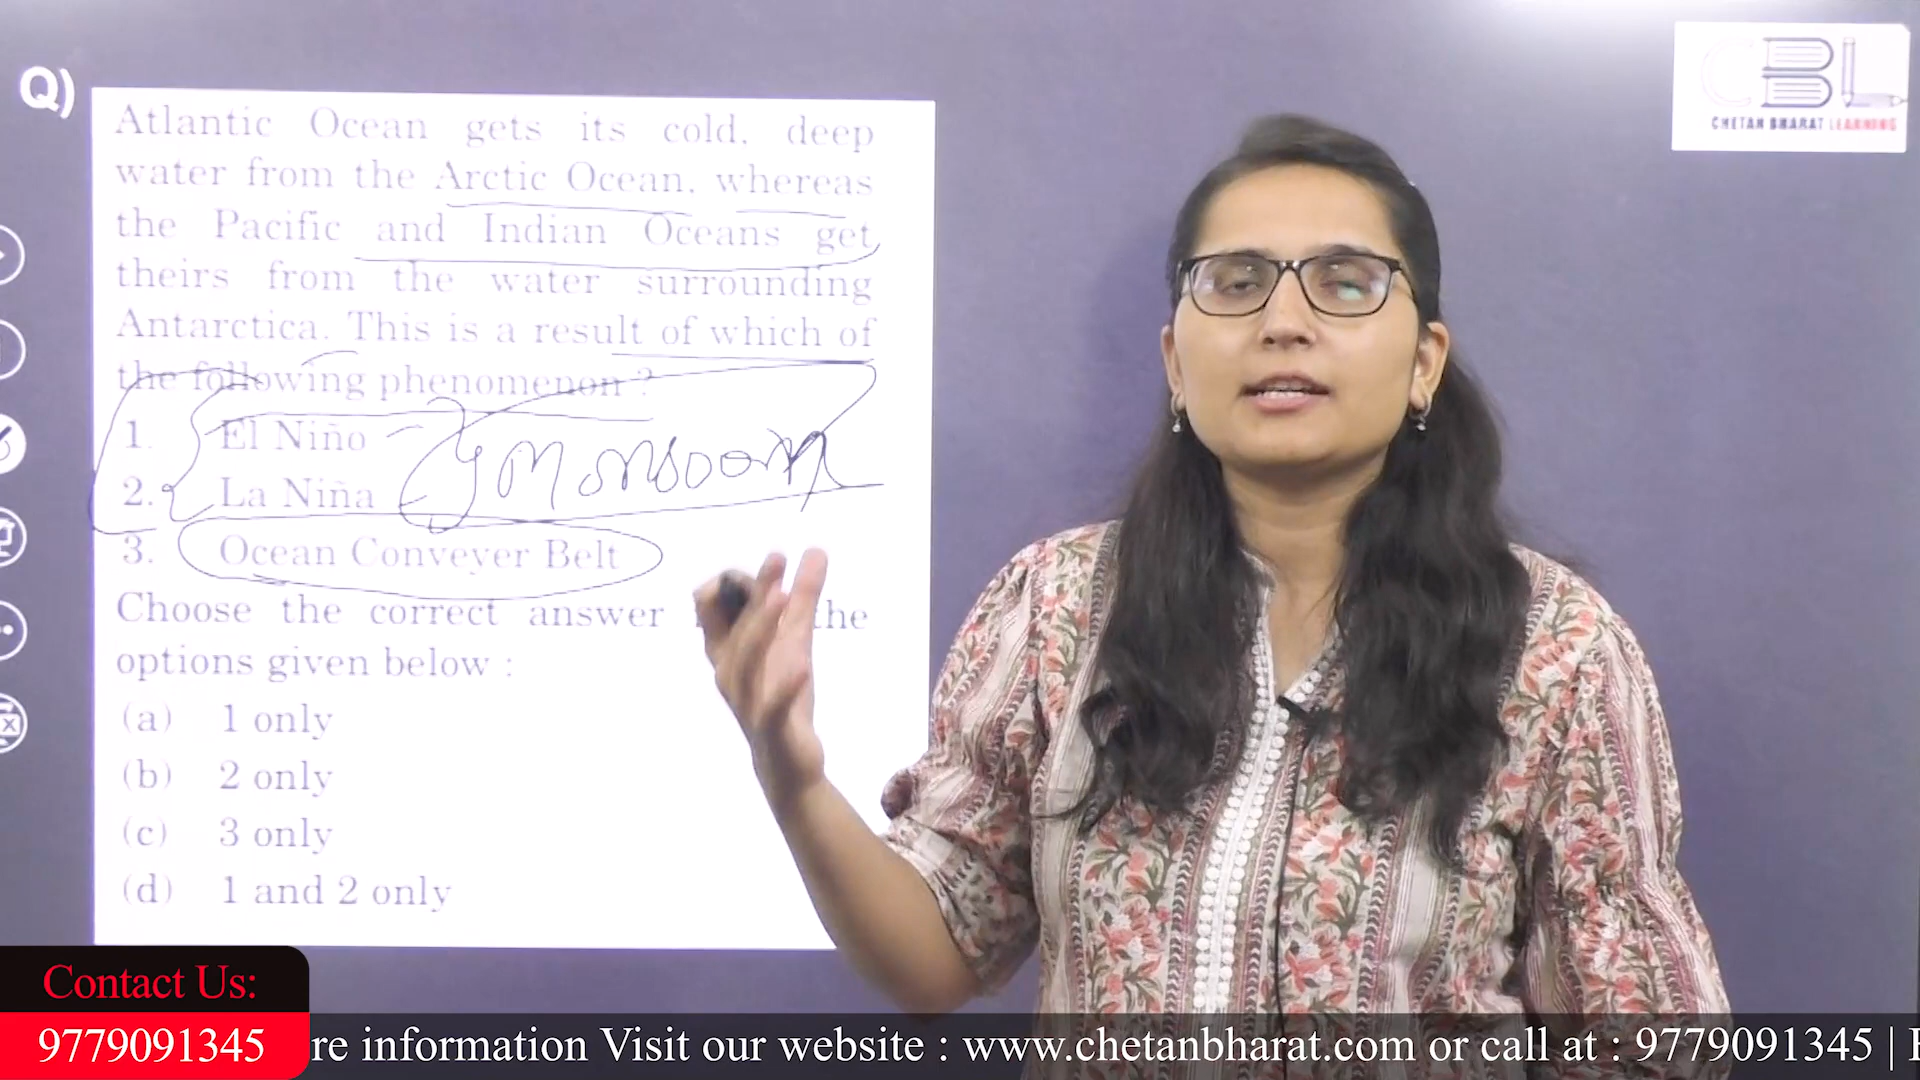 Q)
Atlantic Ocean gets its cold, deep
water from the Arctic Ocean, whereas
the Pacific and Indian Oceans get
theirs from the water surrounding
Antarctica. This is a result of which of
the following phenomenon ?
1. El Niño
Monsoon
2. La Niña
3. Ocean Conveyer Belt
Choose the correct answer the
options given below :
(a) 1 only
(b) 2 only
(c) 3 only
(d) 1 and 2 only
CBL
CHETAN BHARAT LEARNING
Contact Us:
9779091345
re information Visit our website : www.chetanbharat.com or call at : 9779091345 |